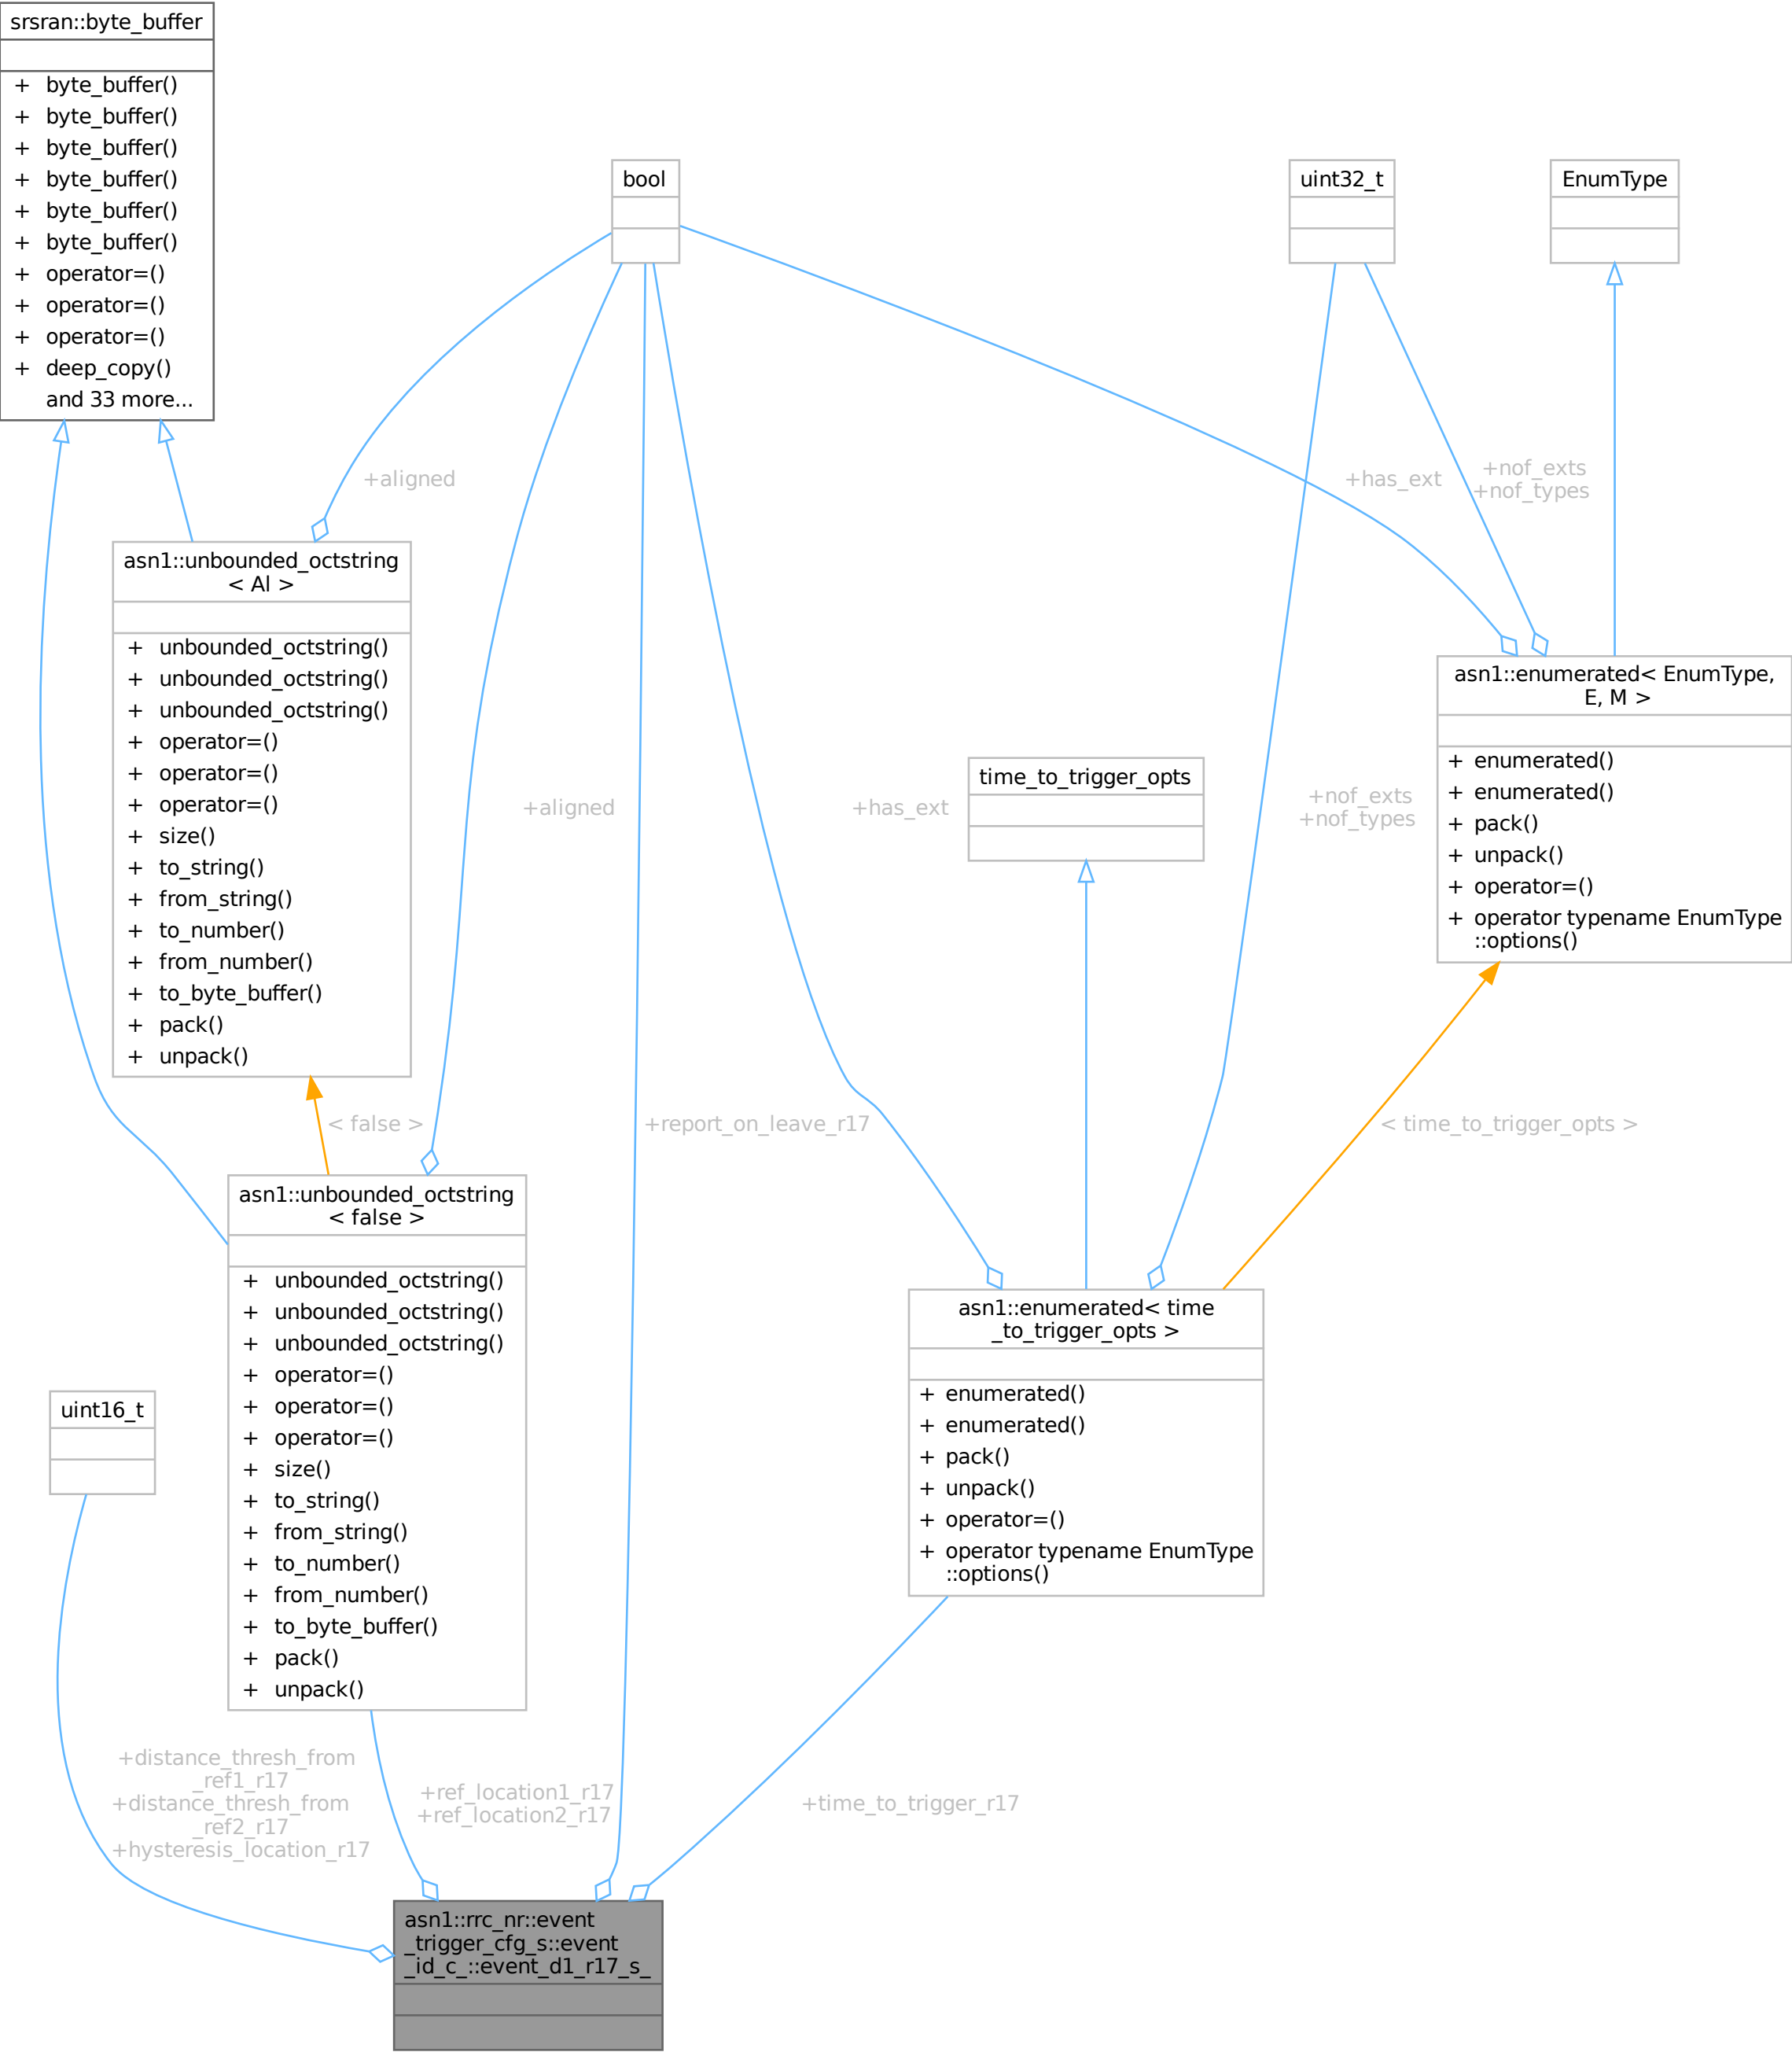 srsran::byte_buffer
+ byte_buffer()
+ byte_buffer()
+ byte_buffer()
+ byte_buffer()
+ byte_buffer()
+ byte_buffer()
+ operator=()
+ operator=()
+ operator=()
+ deep_copy()
and 33 more...
bool
uint32_t
EnumType
+aligned
+has_ext
+nof_exts
+nof_types
asn1::unbounded_octstring
< Al >
+ unbounded_octstring()
+ unbounded_octstring()
+ unbounded_octstring()
+ operator=()
+ operator=()
+ operator=()
+ size()
+ to_string()
+ from_string()
+ to_number()
+ from_number()
+ to_byte_buffer()
+ pack()
+ unpack()
asn1::enumerated< EnumType,
E, M >
+ enumerated()
+ enumerated()
+ pack()
+ unpack()
+ operator=()
+ operator typename EnumType
::options()
time_to_trigger_opts
+aligned
+has_ext
+nof_exts
+nof_types
< false >
+report_on_leave_r17
< time_to_trigger_opts >
asn1::unbounded_octstring
< false >
+ unbounded_octstring()
+ unbounded_octstring()
+ unbounded_octstring()
+ operator=()
+ operator=()
+ operator=()
+ size()
+ to_string()
+ from_string()
+ to_number()
+ from_number()
+ to_byte_buffer()
+ pack()
+ unpack()
asn1::enumerated< time
_to_trigger_opts >
+ enumerated()
+ enumerated()
+ pack()
+ unpack()
+ operator=()
+ operator typename EnumType
::options()
uint16_t
+distance_thresh_from
_ref1_r17
+distance_thresh_from
_ref2_r17
+hysteresis_location_r17
+ref_location1_r17
+ref_location2_r17
+time_to_trigger_r17
asn1::rrc_nr::event
_trigger_cfg_s::event
_id_c_::event_d1_r17_s_